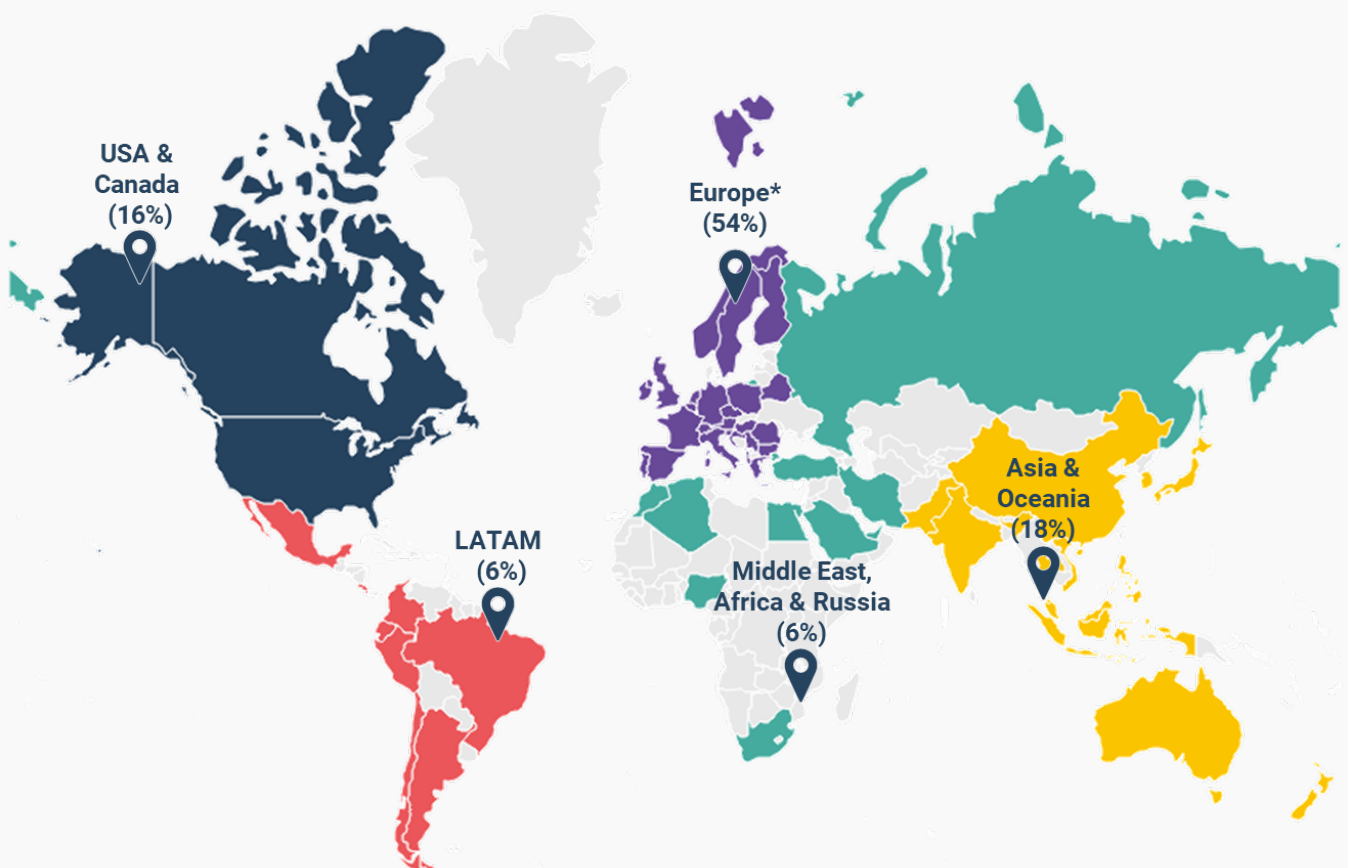 USA &
Canada
(16%)
Europe*
(54%)
Asia &
Oceania
(18%)
LATAM
(6%)
Middle East,
Africa & Russia
(6%)